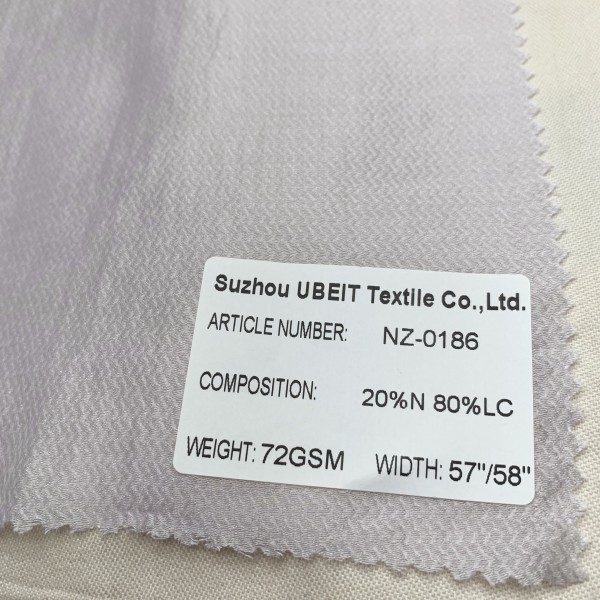 Suzhou UBEIT Textile Co.,Ltd.
ARTICLE NUMBER: NZ-0186
COMPOSITION: 20%N 80%LC
WEIGHT: 72GSM WIDTH: 57"/58"